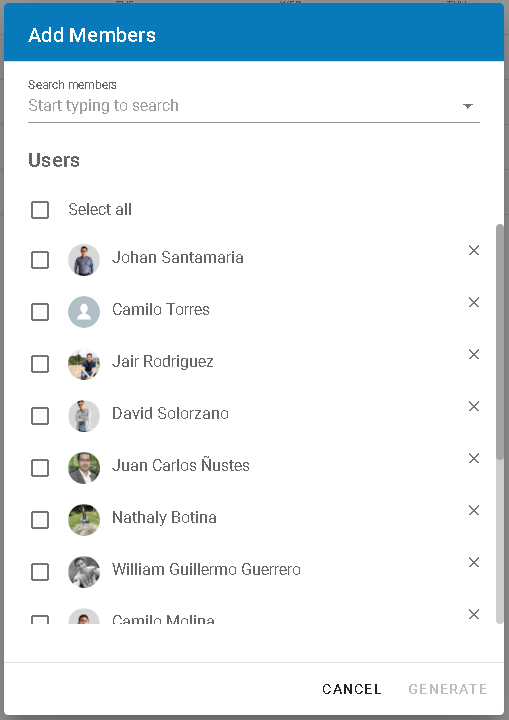 Add Members
Search members
Start typing to search
Users
Select all
Johan Santamaria
Camilo Torres
Jair Rodriguez
David Solorzano
Juan Carlos Ñustes
Nathaly Botina
William Guillermo Guerrero
Camilo Molina
CANCEL GENERATE